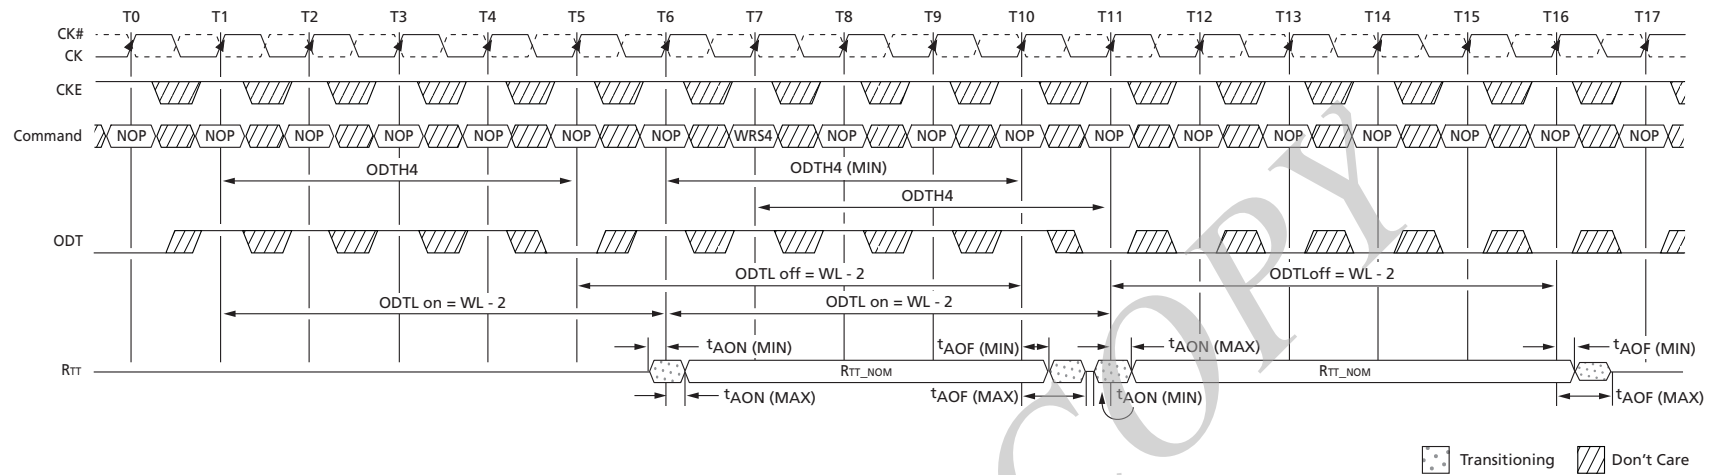 T0 T1 T2 T3 T4 T5 T6 T7 T8 T9 T10 T11 T12 T13 T14 T15 T16 T17
CK#
CK
CKE
Command NOP NOP NOP NOP NOP NOP NOP WRS4 NOP NOP NOP NOP NOP NOP NOP NOP NOP NOP
ODTH4 ODTH4 (MIN)
ODTH4
ODT
ODTL off = WL - 2 ODTLoff = WL - 2
ODTL on = WL - 2 ODTL on = WL - 2
tAON (MIN) tAOF (MIN) tAON (MAX) tAOF (MIN)
RTT RTT_NOM RTT_NOM
tAON (MAX) tAOF (MAX) tAON (MIN) tAOF (MAX)
COPY
Transitioning Don't Care